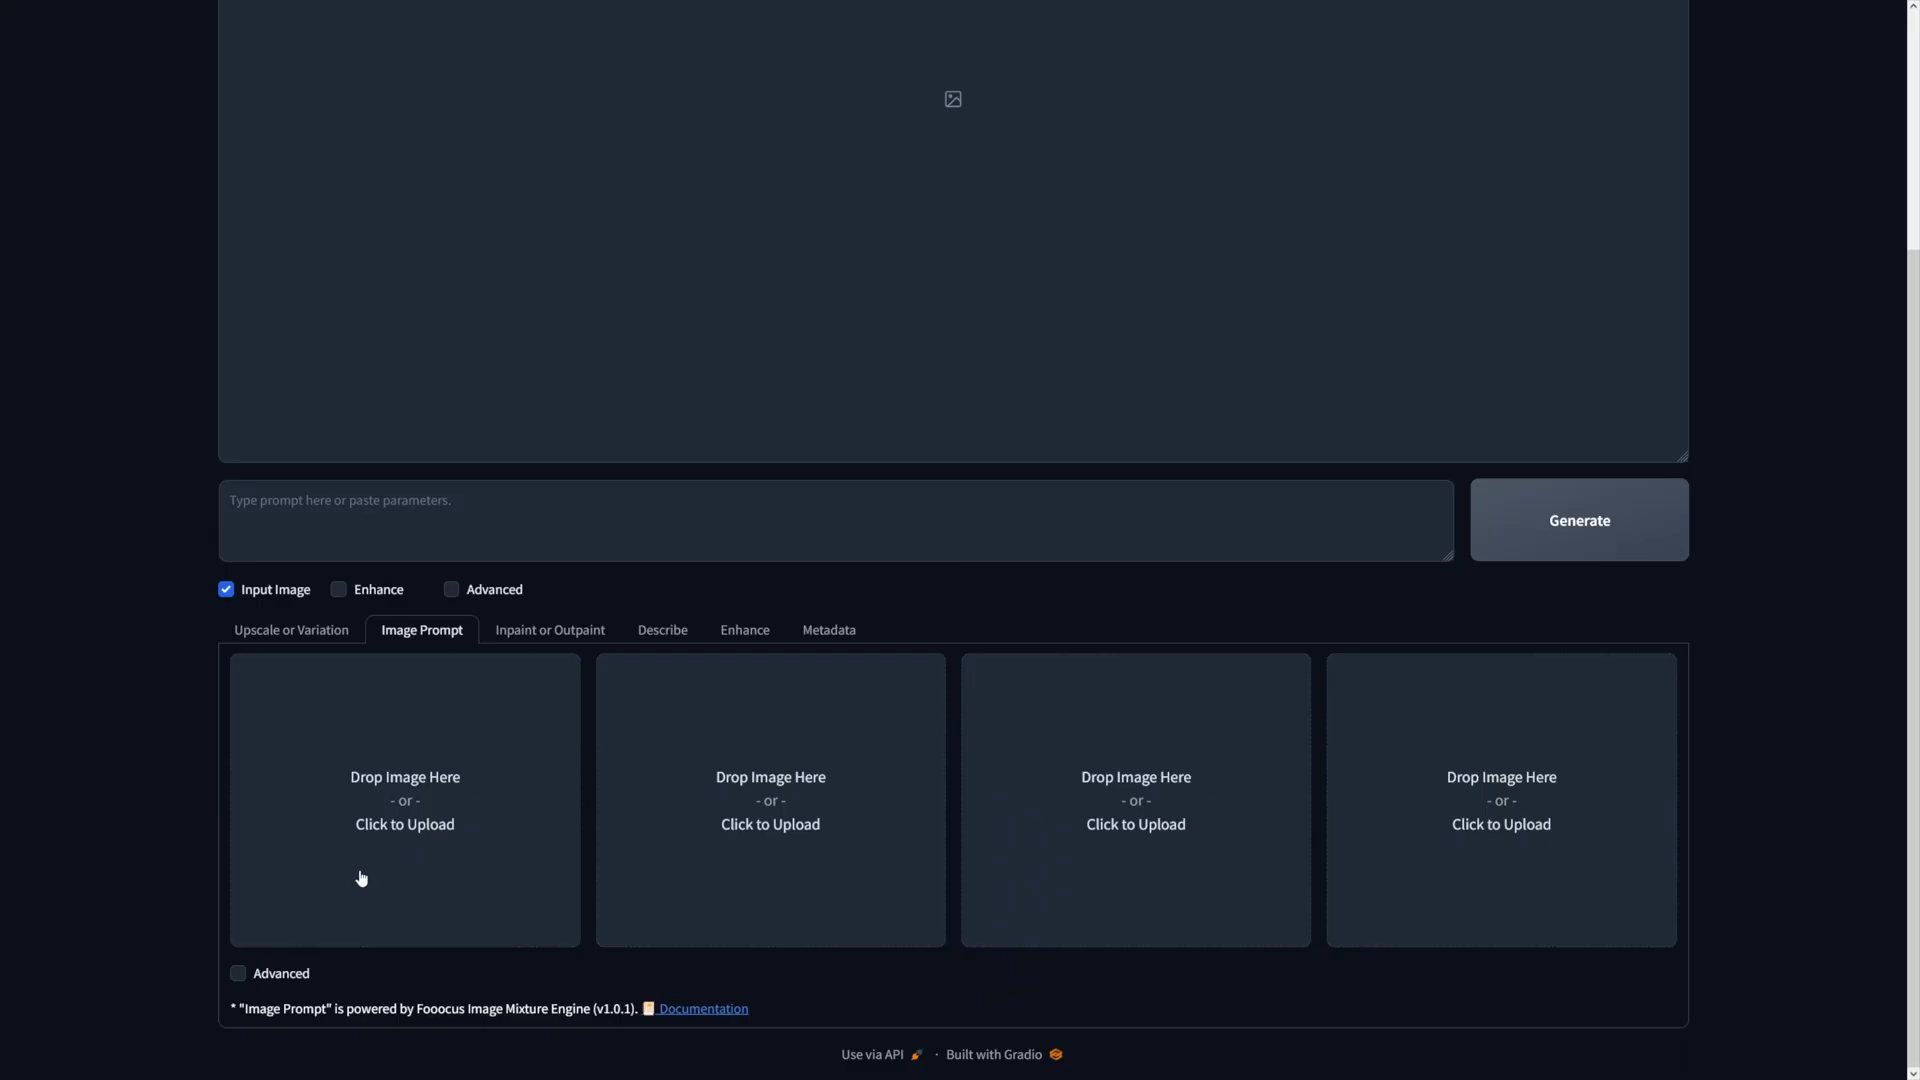 Type prompt here or paste parameters.
Generate
Input Image Enhance Advanced
Upscale or Variation Image Prompt Inpaint or Outpaint Describe Enhance Metadata
Drop Image Here
- or -
Click to Upload
Drop Image Here
- or -
Click to Upload
Drop Image Here
- or -
Click to Upload
Drop Image Here
- or -
Click to Upload
Advanced
* "Image Prompt" is powered by Fooocus Image Mixture Engine (v1.0.1). Documentation
Use via API · Built with Gradio